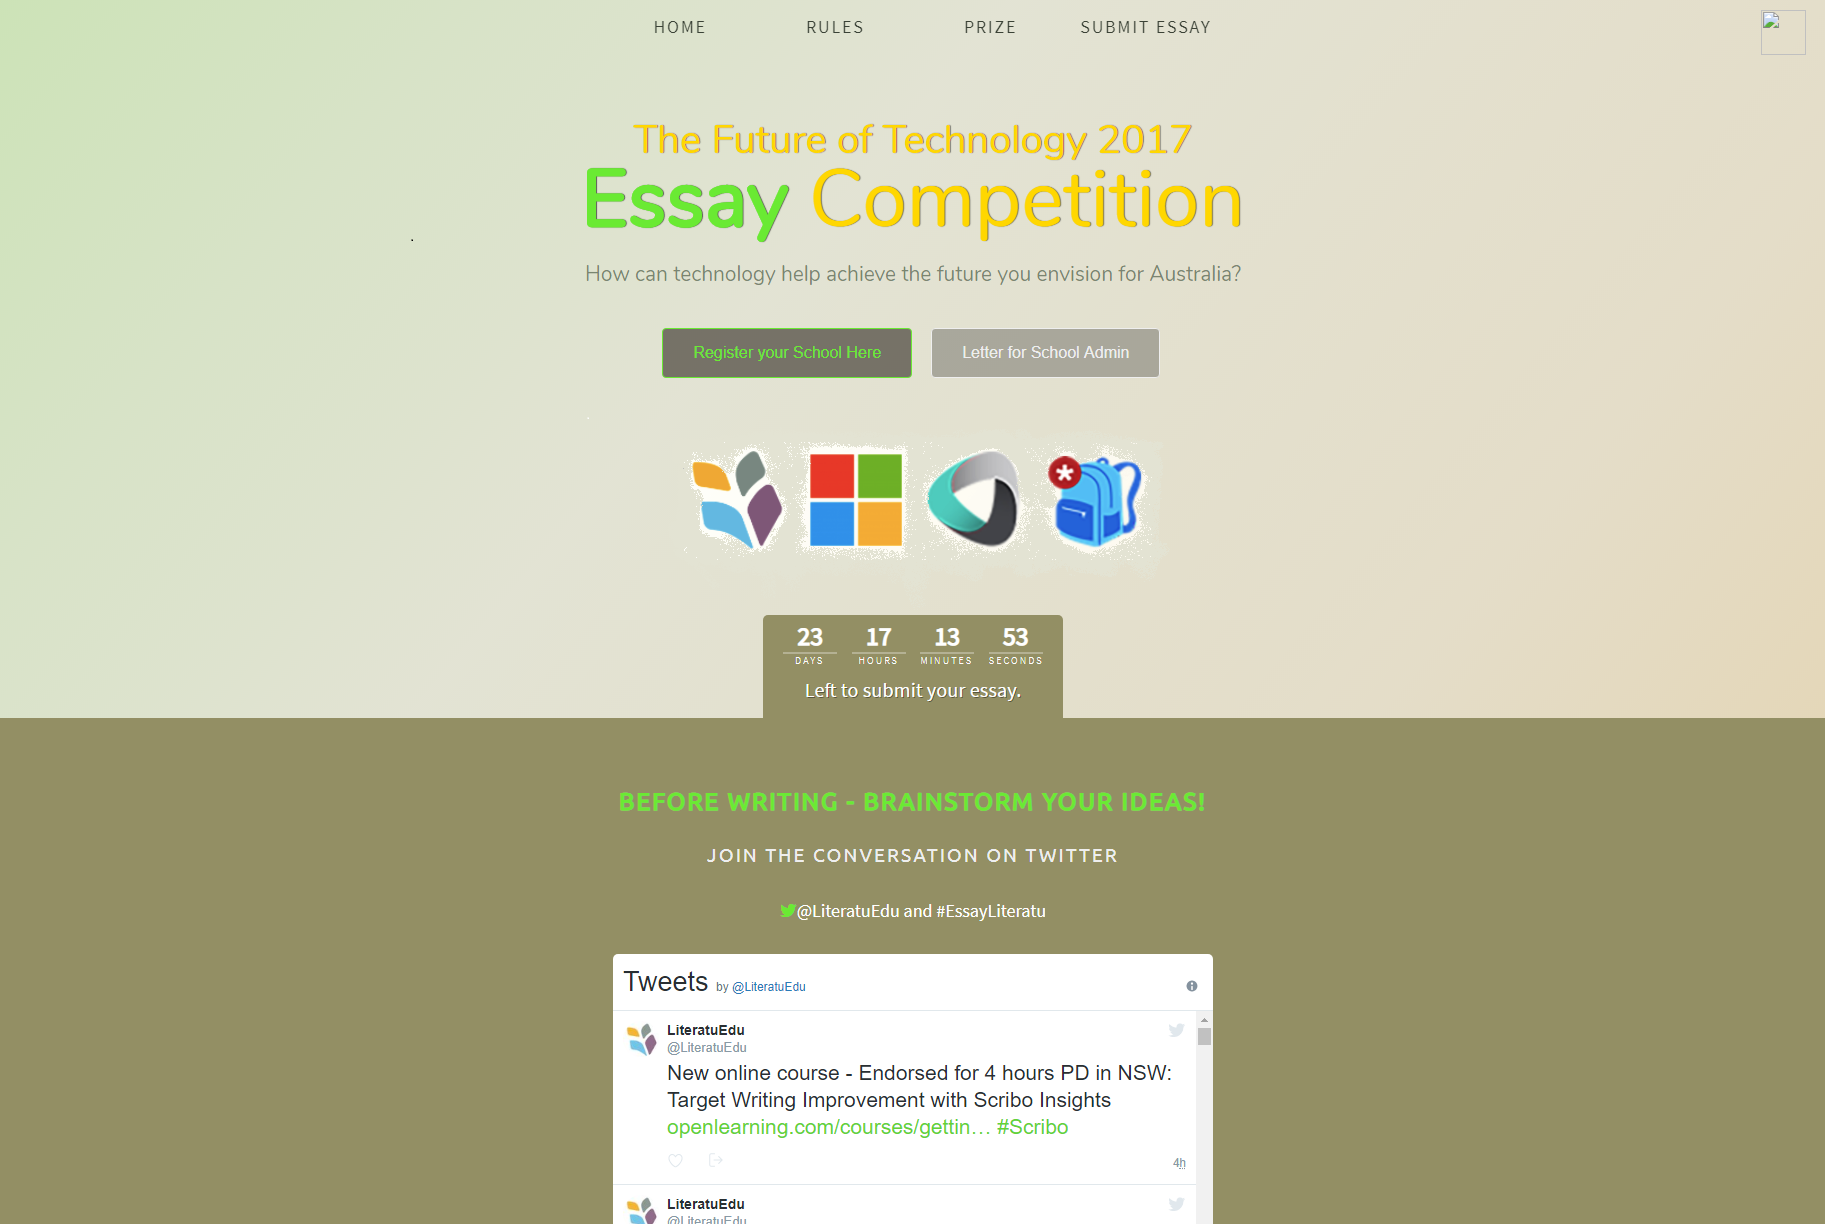 HOME RULES PRIZE SUBMIT ESSAY
The Future of Technology 2017
Essay Competition
How can technology help achieve the future you envision for Australia?
Register your School Here Letter for School Admin
23 17 13 53
DAYS HOURS MINUTES SECONDS
Left to submit your essay.
BEFORE WRITING - BRAINSTORM YOUR IDEAS!
JOIN THE CONVERSATION ON TWITTER
@LiteratuEdu and #EssayLiteratu
Tweets by @LiteratuEdu
LiteratuEdu
@LiteratuEdu
New online course - Endorsed for 4 hours PD in NSW:
Target Writing Improvement with Scribo Insights
openlearning.com/courses/gettin… #Scribo
4h
LiteratuEdu
@LiteratuEdu